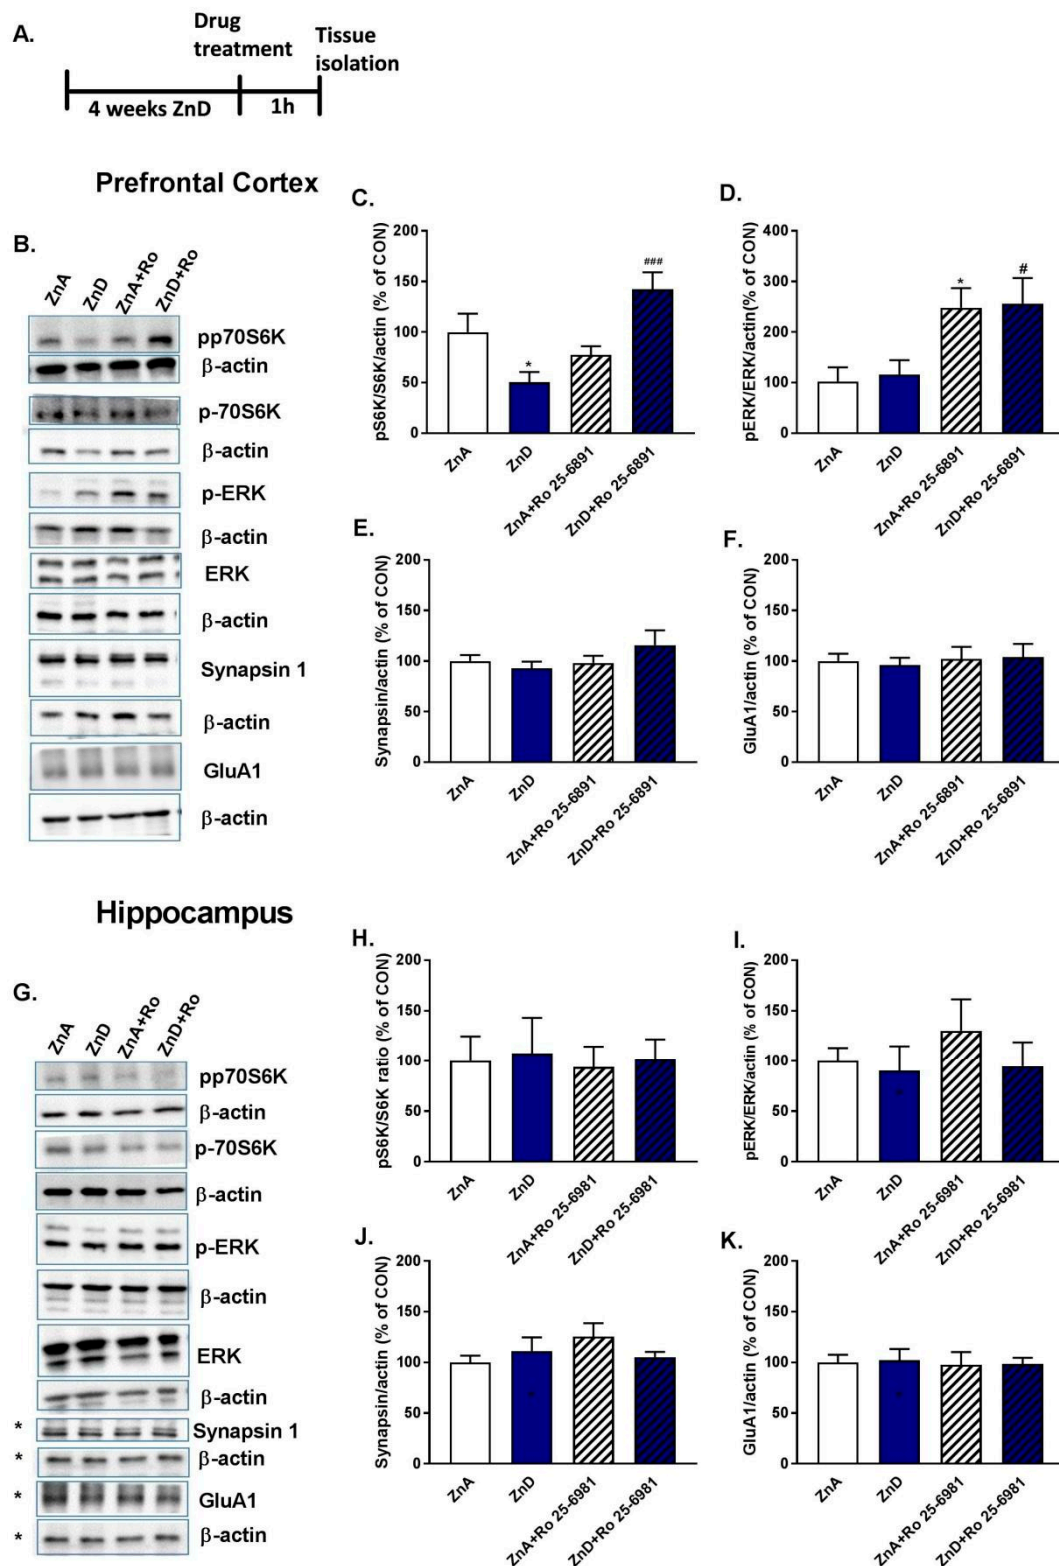 A.
Drug
treatment
Tissue
isolation
4 weeks ZnD
1h
Prefrontal Cortex
B.
ZnA
ZnD
ZnA+Ro
ZnD+Ro
pp70S6K
β-actin
p-70S6K
β-actin
p-ERK
β-actin
ERK
β-actin
Synapsin 1
β-actin
GluA1
β-actin
C.
pS6K/S6K/actin (% of CON)
200
150
100
50
0
*
###
ZnA
ZnD
ZnA+Ro 25-6891
ZnD+Ro 25-6891
D.
pERK/ERK/actin(% of CON)
400
300
200
100
0
*
#
ZnA
ZnD
ZnA+Ro 25-6891
ZnD+Ro 25-6891
E.
Synapsin/actin (% of CON)
200
150
100
50
0
ZnA
ZnD
ZnA+Ro 25-6891
ZnD+Ro 25-6891
F.
GluA1/actin (% of CON)
200
150
100
50
0
ZnA
ZnD
ZnA+Ro 25-6891
ZnD+Ro 25-6891
Hippocampus
G.
ZnA
ZnD
ZnA+Ro
ZnD+Ro
pp70S6K
β-actin
p-70S6K
β-actin
p-ERK
β-actin
ERK
β-actin
* Synapsin 1
* β-actin
* GluA1
* β-actin
H.
pS6K/S6K ratio (% of CON)
200
150
100
50
0
ZnA
ZnD
ZnA+Ro 25-6981
ZnD+Ro 25-6981
I.
pERK/ERK/actin (% of CON)
200
150
100
50
0
ZnA
ZnD
ZnA+Ro 25-6981
ZnD+Ro 25-6981
J.
Synapsin/actin (% of CON)
200
150
100
50
0
ZnA
ZnD
ZnA+Ro 25-6981
ZnD+Ro 25-6981
K.
GluA1/actin (% of CON)
200
150
100
50
0
ZnA
ZnD
ZnA+Ro 25-6981
ZnD+Ro 25-6981